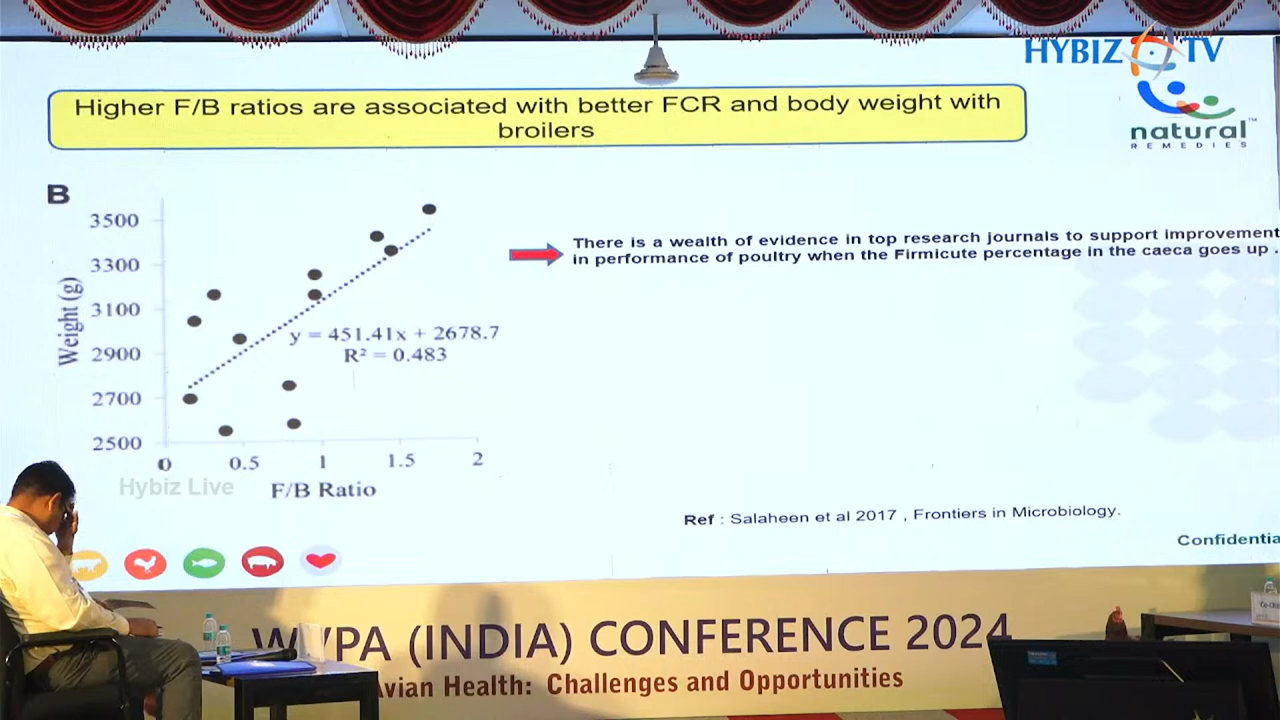 HYBIZ TV
Higher F/B ratios are associated with better FCR and body weight with
broilers
natural™
REMEDIES
B
3500
3300
3100
2900
2700
2500
Weight (g)
y = 451.41x + 2678.7
R² = 0.483
0 0.5 1 1.5 2
F/B Ratio
There is a wealth of evidence in top research journals to support improvement
in performance of poultry when the Firmicute percentage in the caeca goes up .
Hybiz Live
Ref : Salaheen et al 2017 , Frontiers in Microbiology.
Confidentia
PA (INDIA) CONFERENCE 2024
Avian Health: Challenges and Opportunities